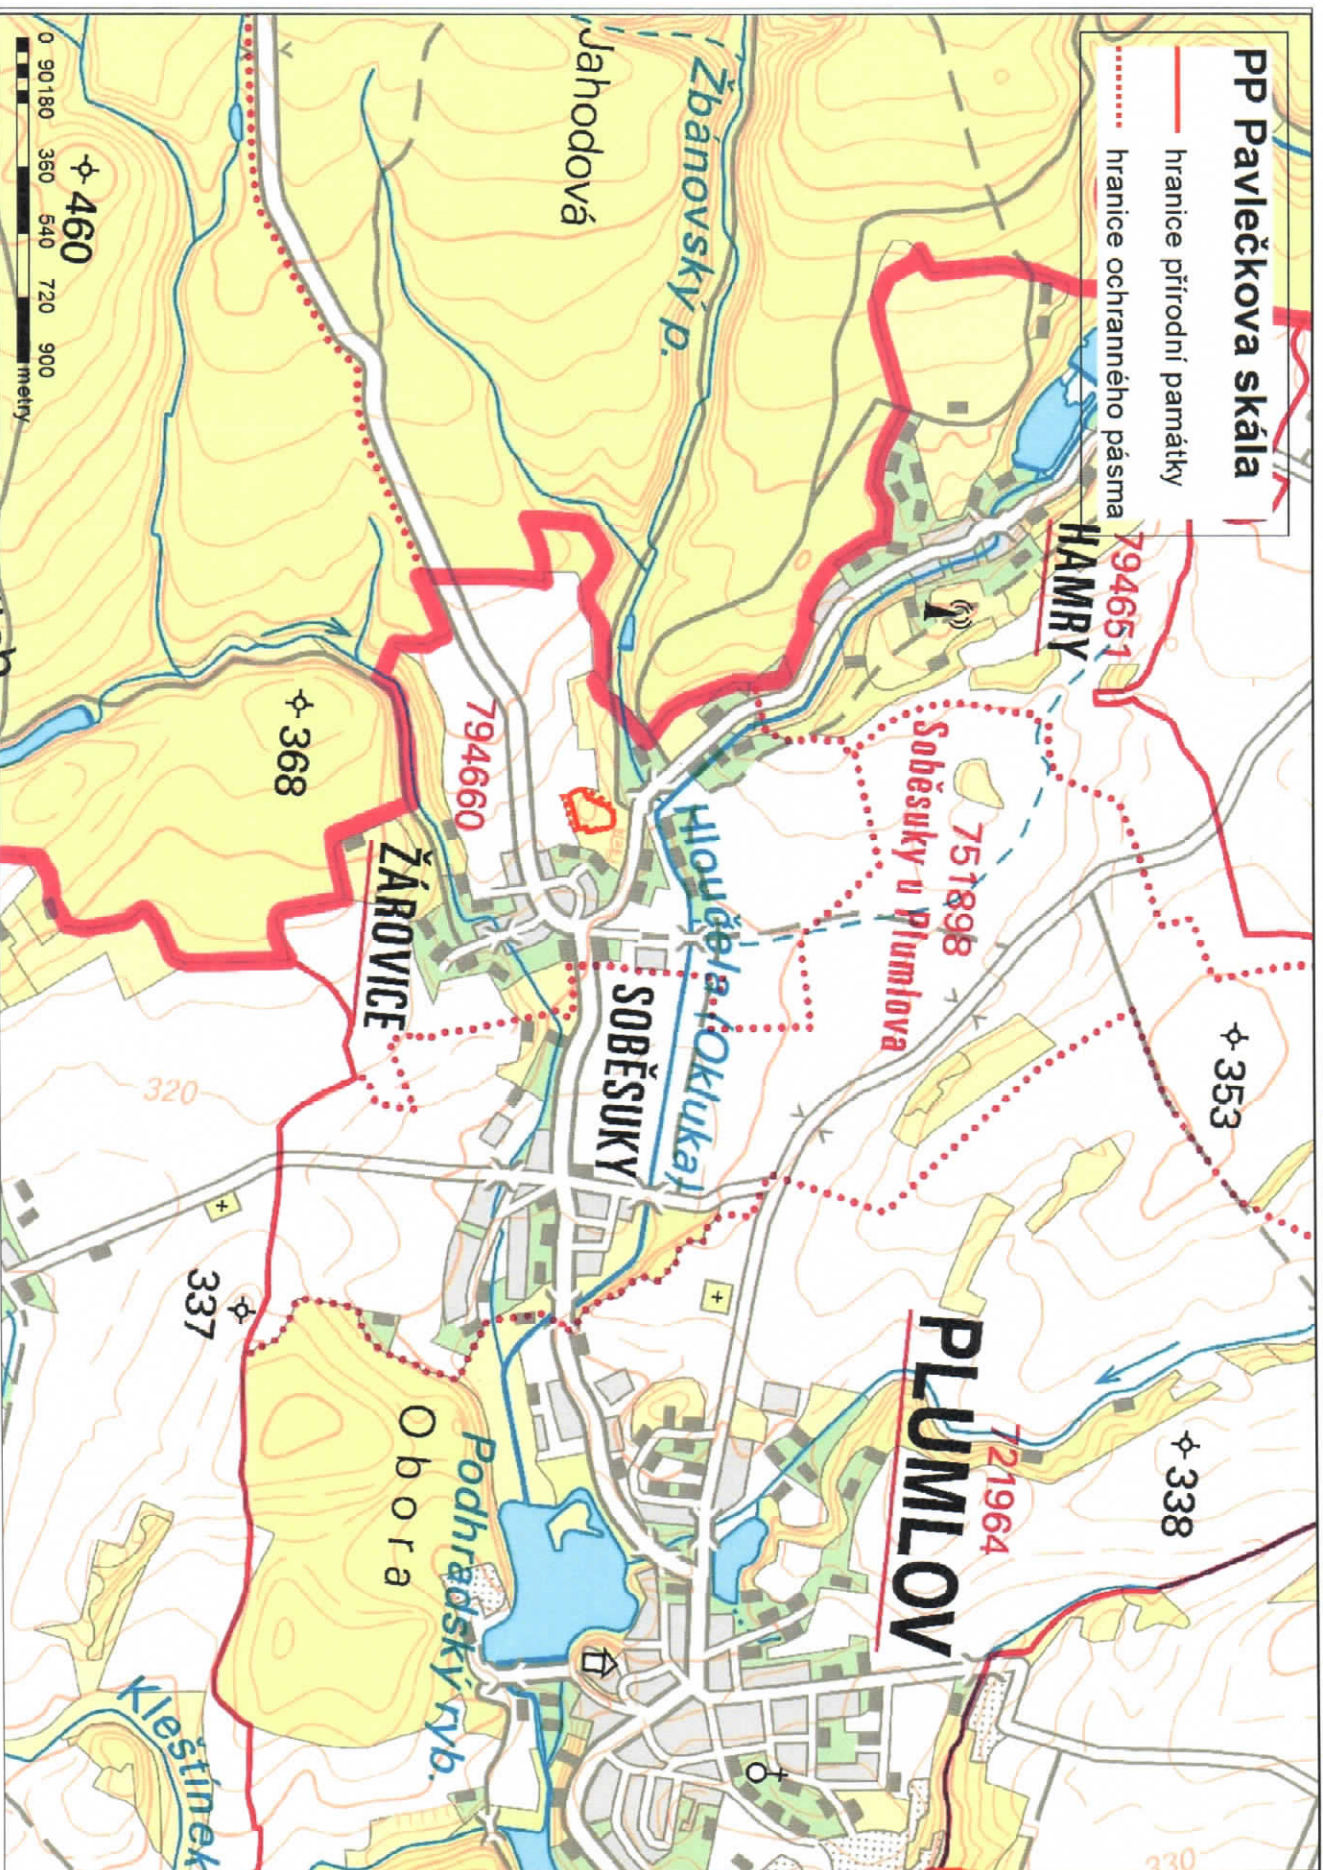 PP Pavlečkova skála
hranice přírodní památky
hranice ochranného pásma
794651
HAMRY
353
338
721964
PLUMLOV
751898
Soběsuky u Plumlova
Žbánovský p.
Hloučela (Okluka)
Jahodová
SOBĚSUKY
794660
ŽÁROVICE
Podhradský ryb.
Obora
368
320
337
460
Kleštínek
330
0 90180 360 540 720 900
metry